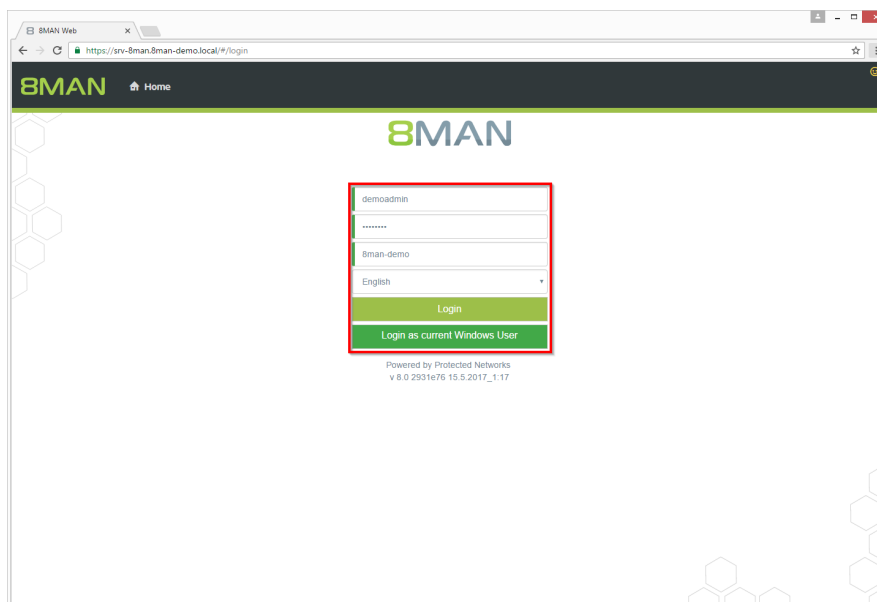 8MAN Web
https://srv-8man.8man-demo.local/#/login
8MAN Home
8MAN
demoadmin
••••••••
8man-demo
English
Login
Login as current Windows User
Powered by Protected Networks
v 8.0 2931e76 15.5.2017_1:17